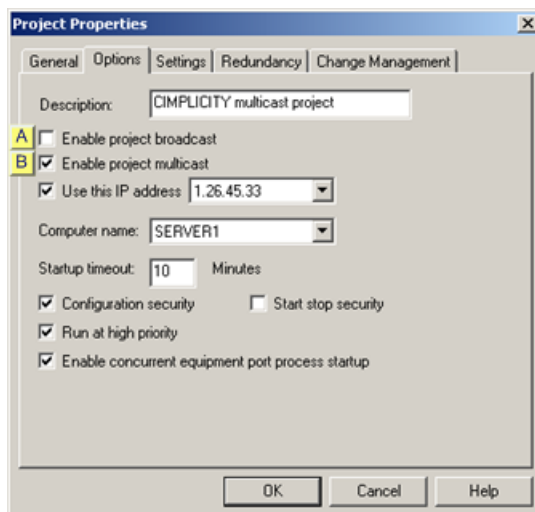 Project Properties
General Options Settings Redundancy Change Management
Description: CIMPLICITY multicast project
A Enable project broadcast
B Enable project multicast
Use this IP address 1.26.45.33
Computer name: SERVER1
Startup timeout: 10 Minutes
Configuration security Start stop security
Run at high priority
Enable concurrent equipment port process startup
OK Cancel Help